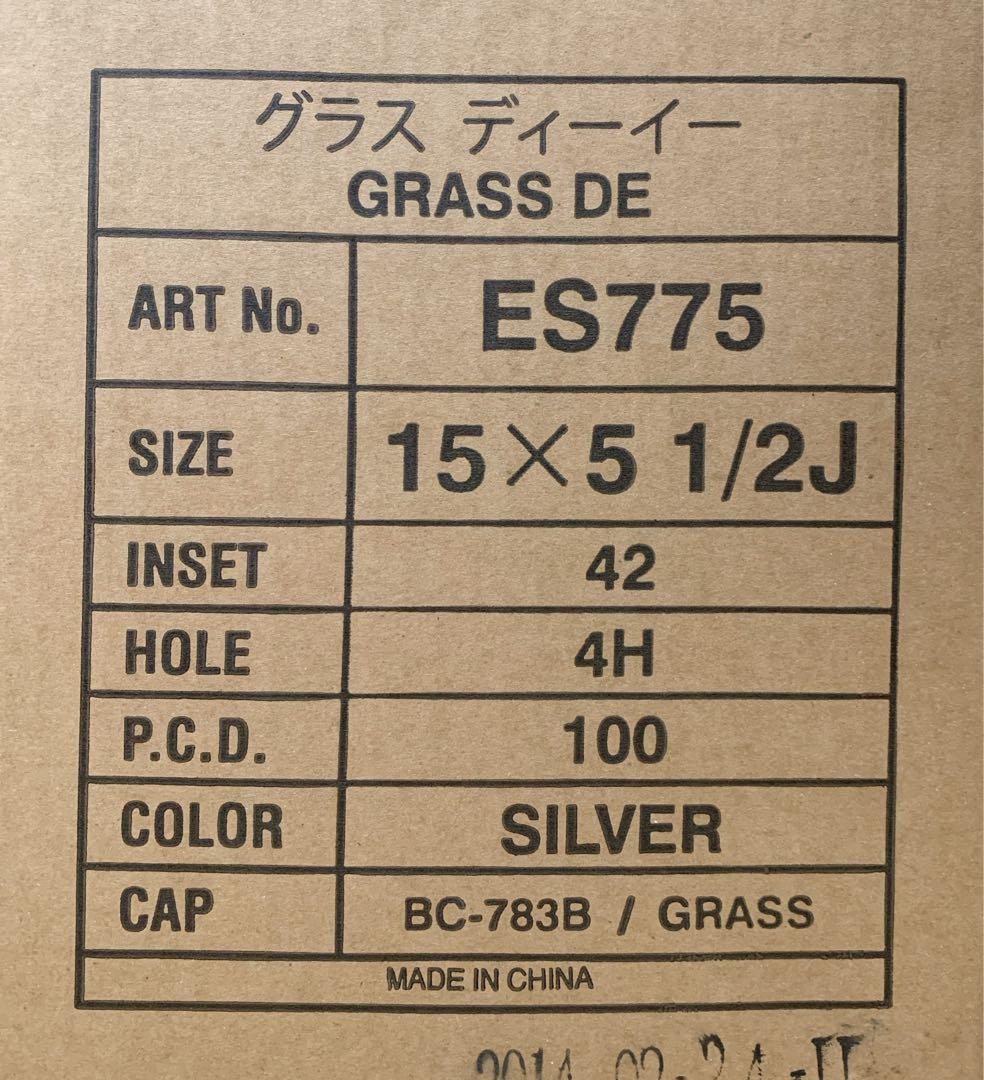 グラス ディーイー
GRASS DE
ART No. ES775
SIZE 15×5 1/2J
INSET 42
HOLE 4H
P.C.D. 100
COLOR SILVER
CAP BC-783B / GRASS
MADE IN CHINA